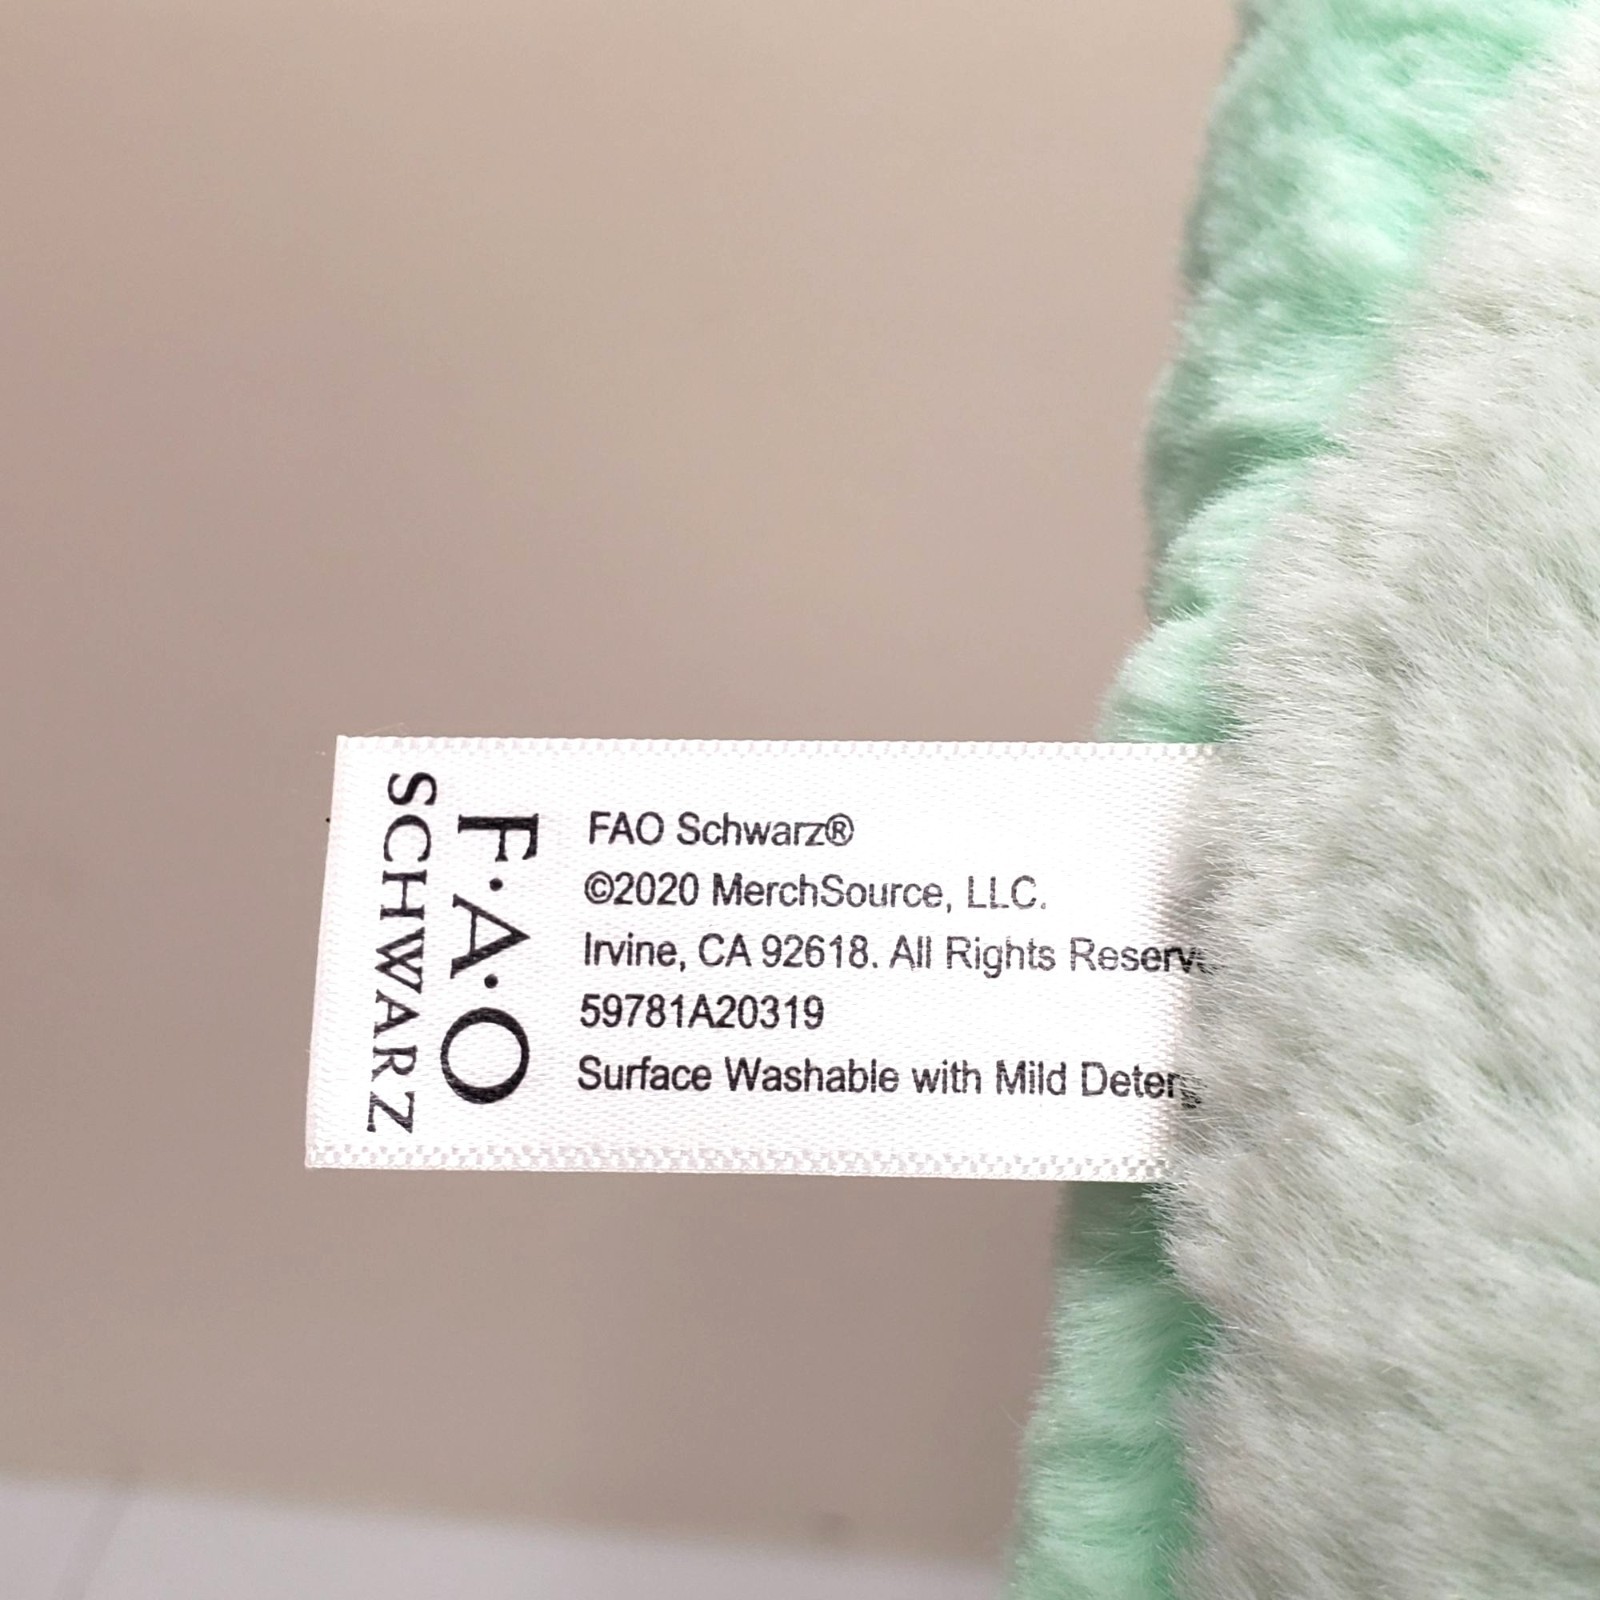 F·A·O
SCHWARZ
FAO Schwarz®
©2020 MerchSource, LLC.
Irvine, CA 92618. All Rights
59781A20319
Surface Washable with Mild